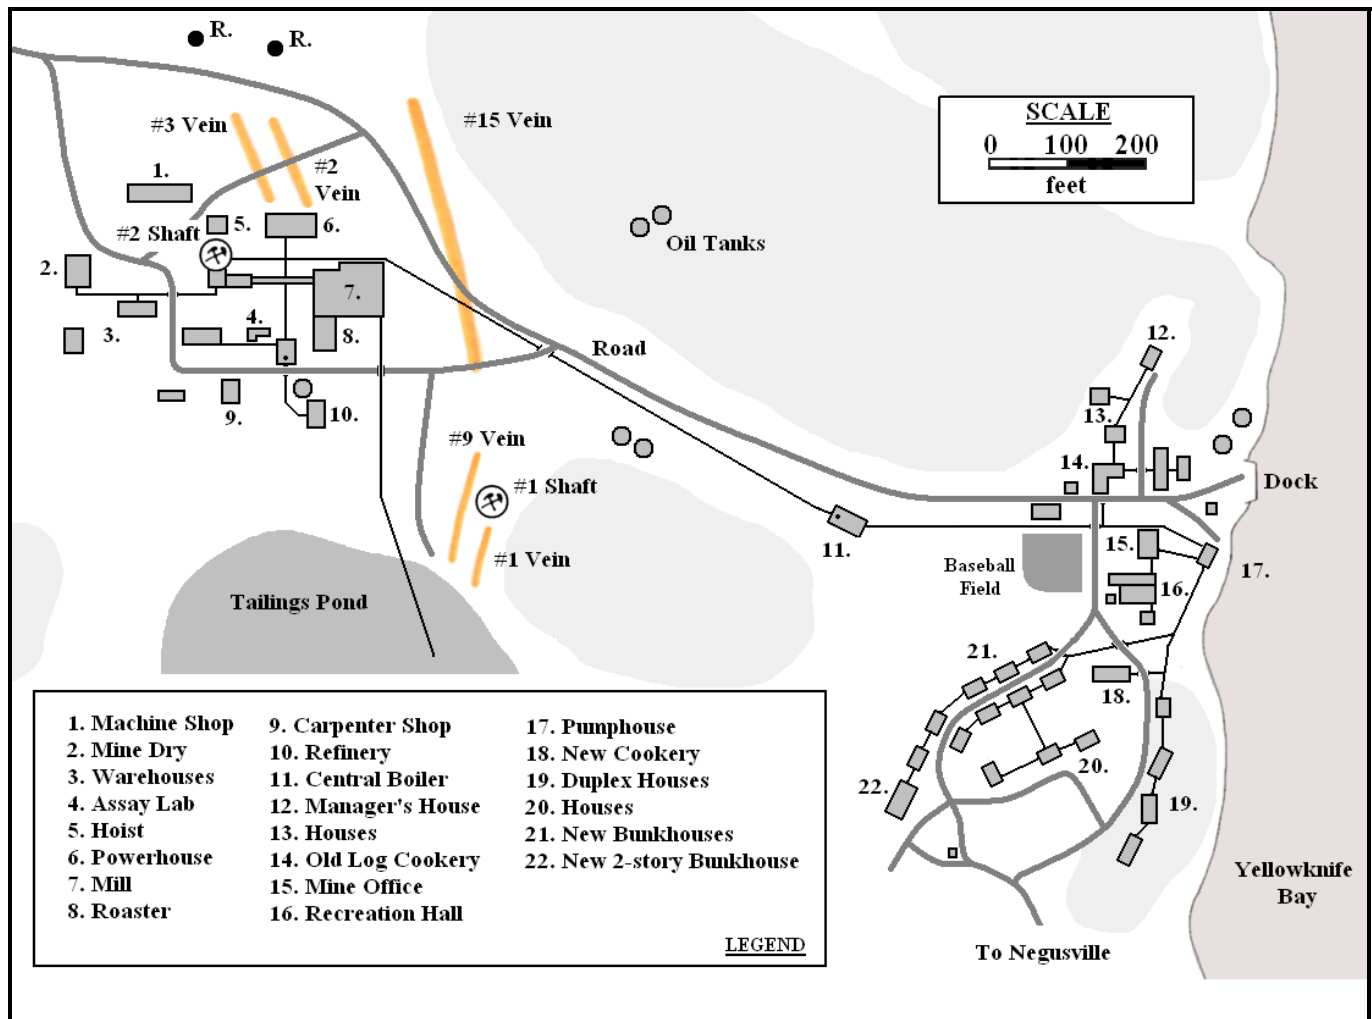 R.
R.
#3 Vein
#15 Vein
SCALE
0 100 200
feet
#2
Vein
1.
#2 Shaft
5.
6.
Oil Tanks
2.
7.
3.
4.
8.
Road
12.
9.
10.
13.
#9 Vein
14.
Dock
#1 Shaft
11.
15.
#1 Vein
Baseball
Field
17.
16.
Tailings Pond
21.
18.
20.
22.
19.
Yellowknife
Bay
To Negusville
1. Machine Shop
2. Mine Dry
3. Warehouses
4. Assay Lab
5. Hoist
6. Powerhouse
7. Mill
8. Roaster
9. Carpenter Shop
10. Refinery
11. Central Boiler
12. Manager's House
13. Houses
14. Old Log Cookery
15. Mine Office
16. Recreation Hall
17. Pumphouse
18. New Cookery
19. Duplex Houses
20. Houses
21. New Bunkhouses
22. New 2-story Bunkhouse
LEGEND